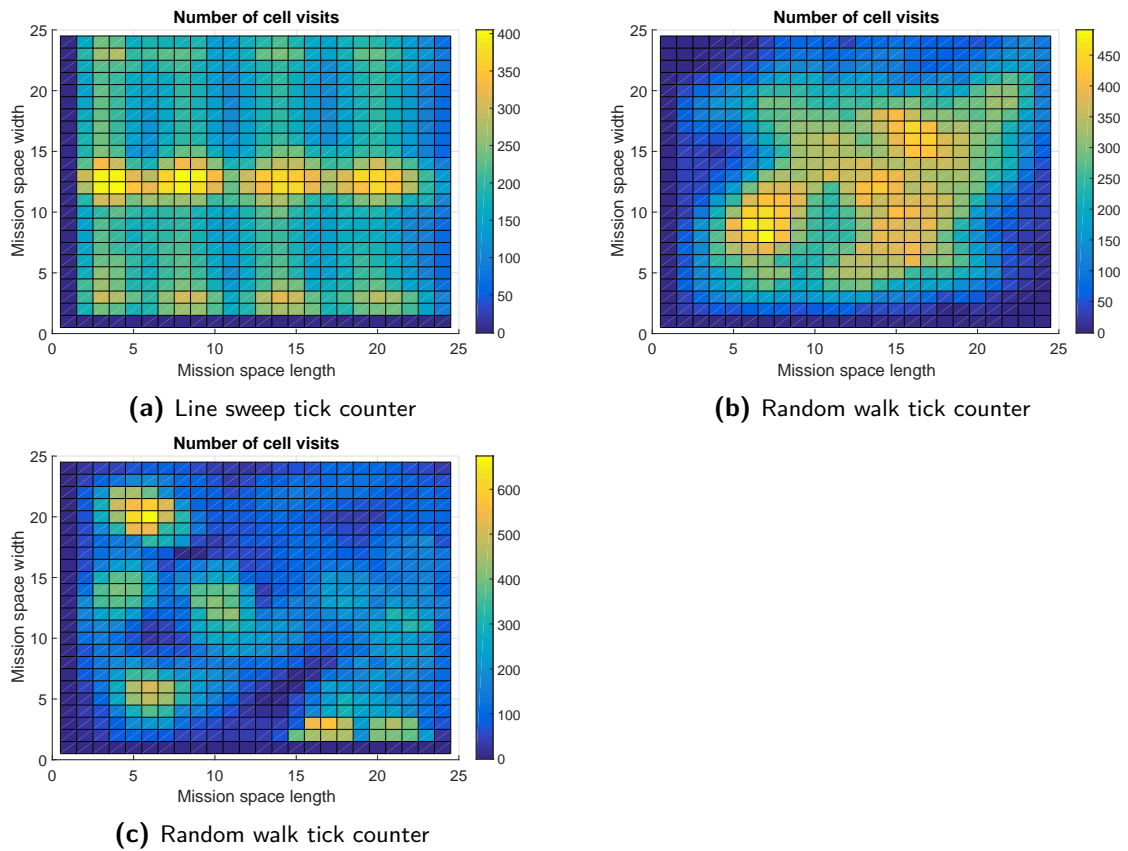 Number of cell visits
25
20
15
10
5
0
0 5 10 15 20 25
Mission space width
Mission space length
400
350
300
250
200
150
100
50
0
(a) Line sweep tick counter
Number of cell visits
25
20
15
10
5
0
0 5 10 15 20 25
Mission space width
Mission space length
450
400
350
300
250
200
150
100
50
0
(b) Random walk tick counter
Number of cell visits
25
20
15
10
5
0
0 5 10 15 20 25
Mission space width
Mission space length
600
500
400
300
200
100
0
(c) Random walk tick counter